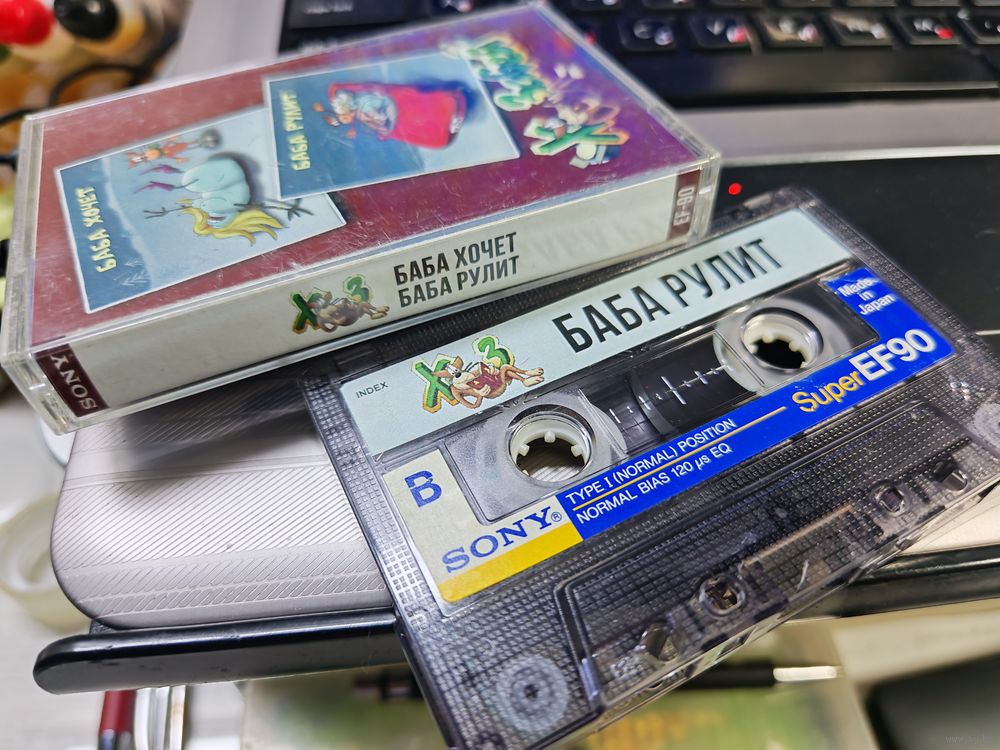 БАБА ХОЧЕТ
БАБА РУЛИТ
EF-90
БАБА ХОЧЕТ
БАБА РУЛИТ
SONY
INDEX
БАБА РУЛИТ
Made
in
Japan
B
SONY®
TYPE I (NORMAL) POSITION
NORMAL BIAS 120 µs EQ
Super EF90